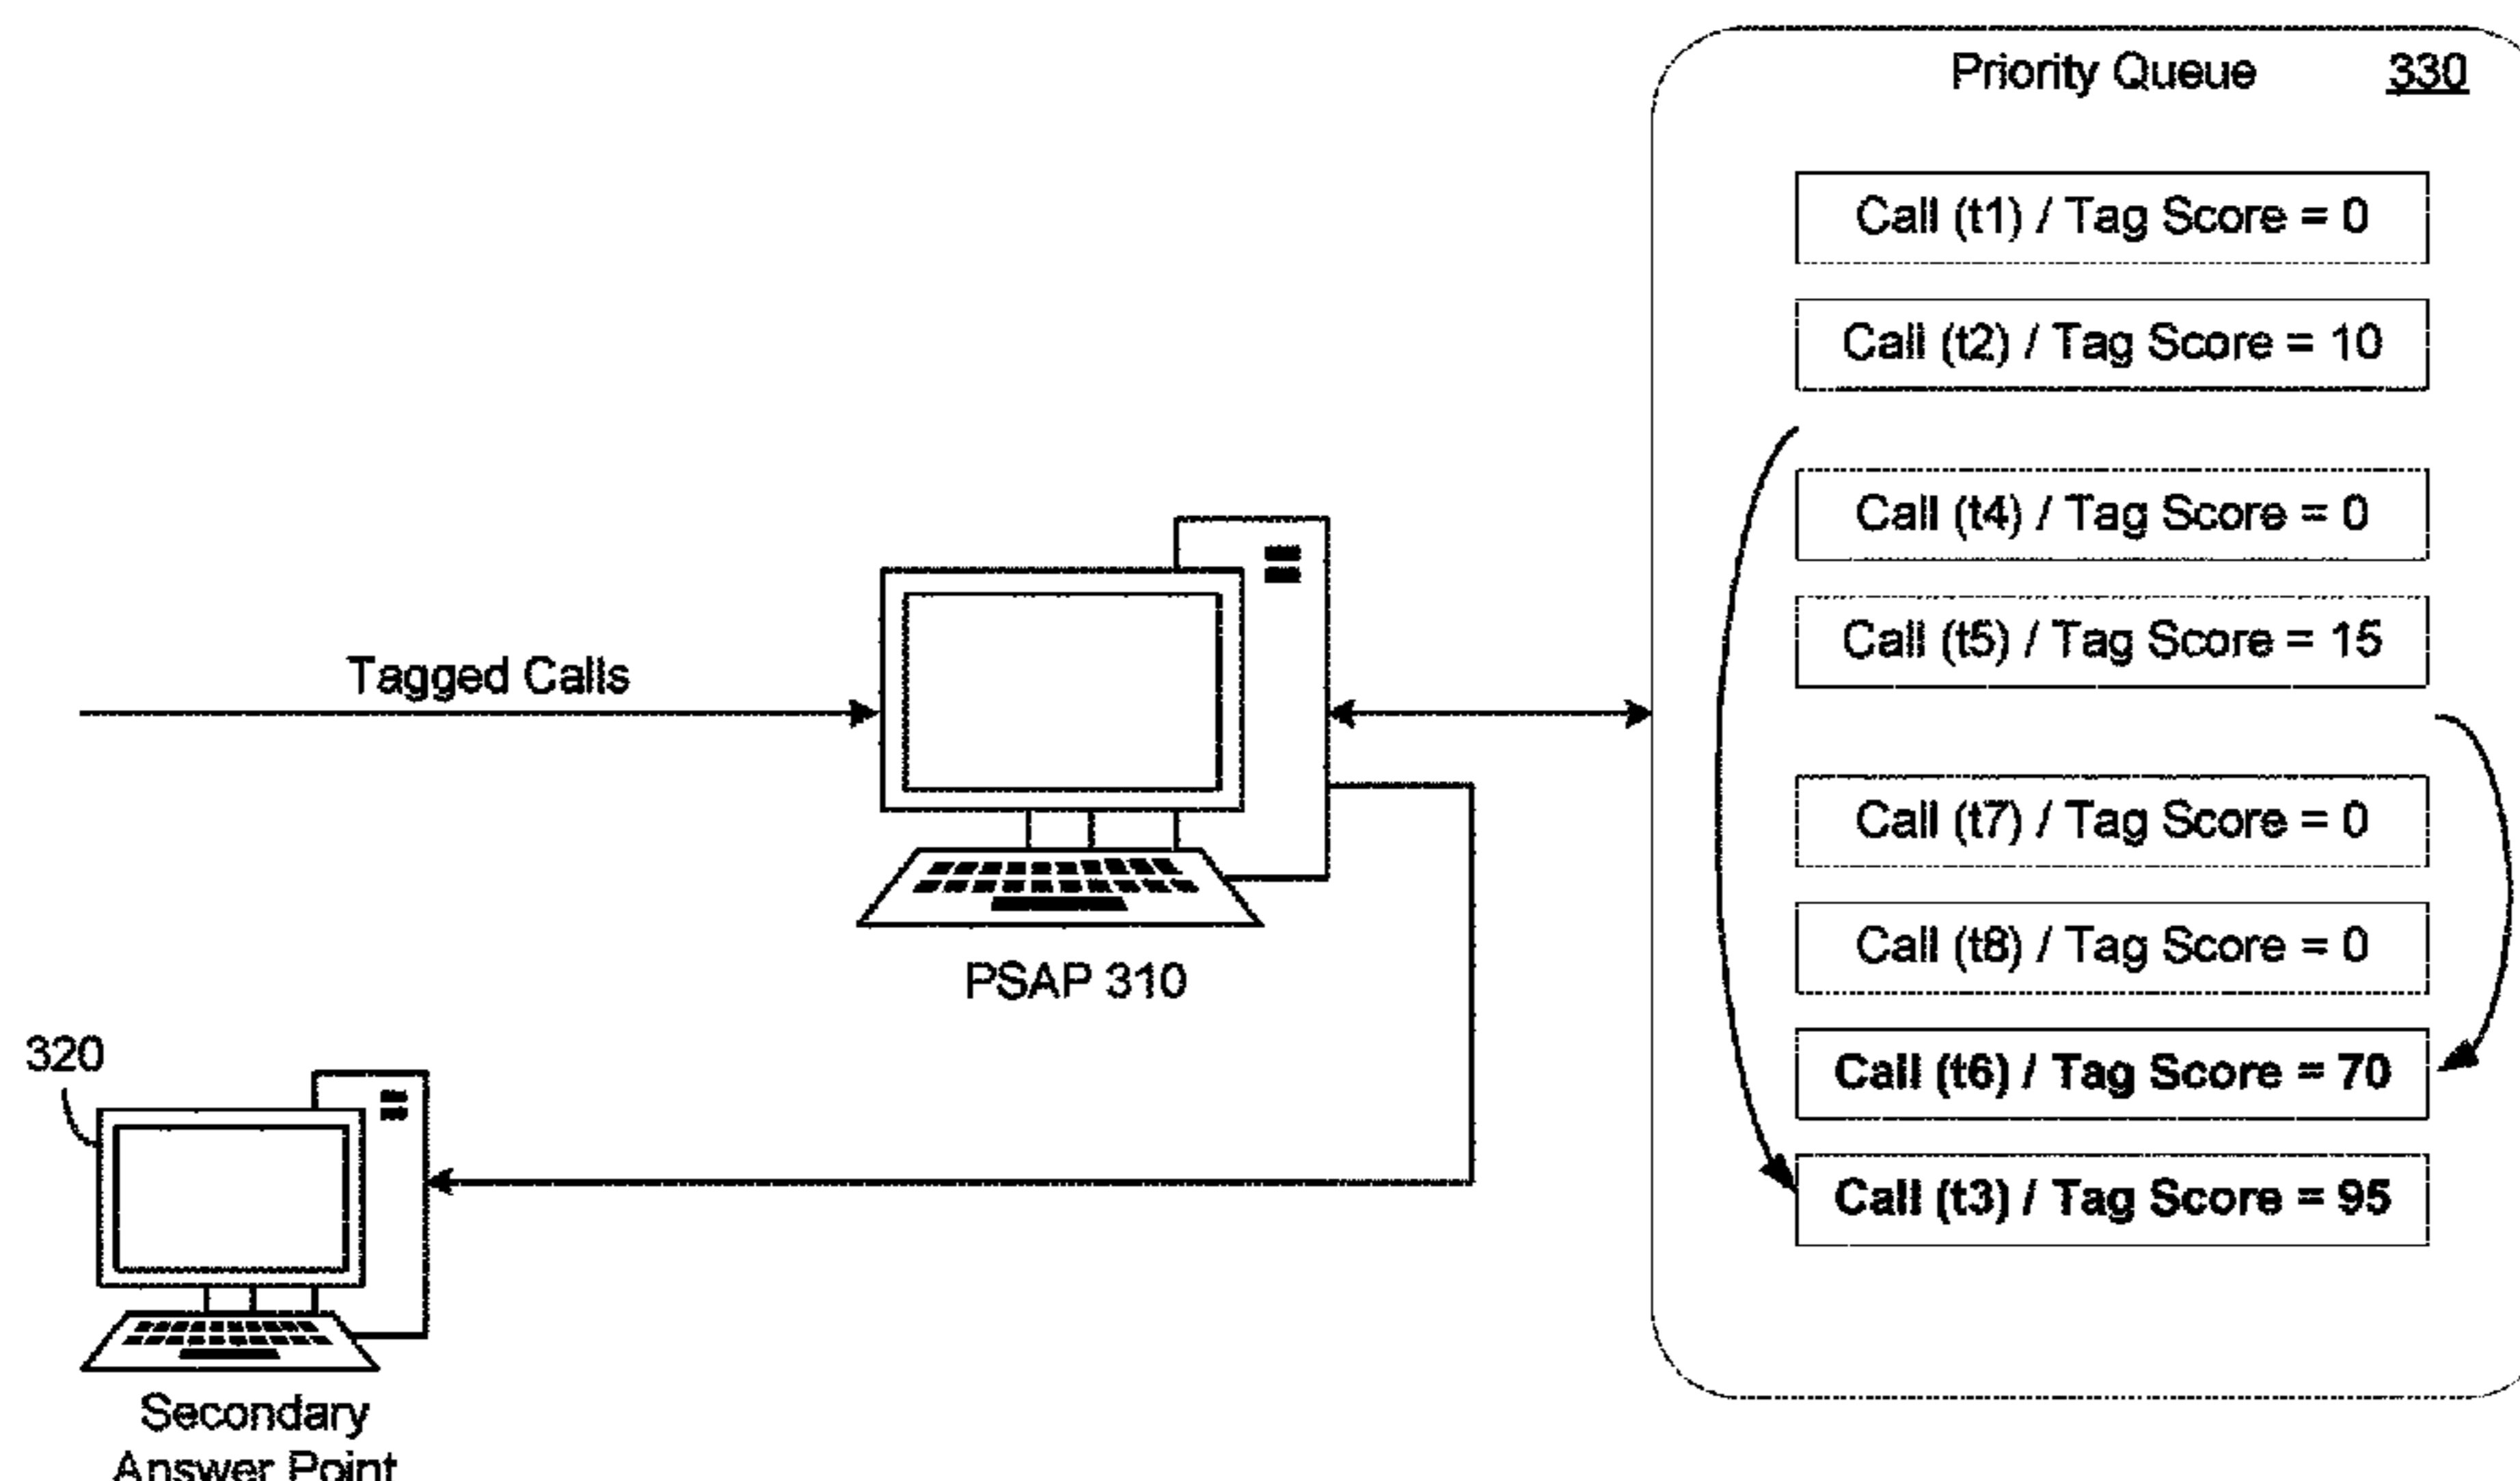 Priority Queue 330
Call (t1) / Tag Score = 0
Call (t2) / Tag Score = 10
Call (t4) / Tag Score = 0
Call (t5) / Tag Score = 15
Tagged Calls
Call (t7) / Tag Score = 0
Call (t8) / Tag Score = 0
PSAP 310
320
Call (t6) / Tag Score = 70
Call (t3) / Tag Score = 95
Secondary
Answer Point